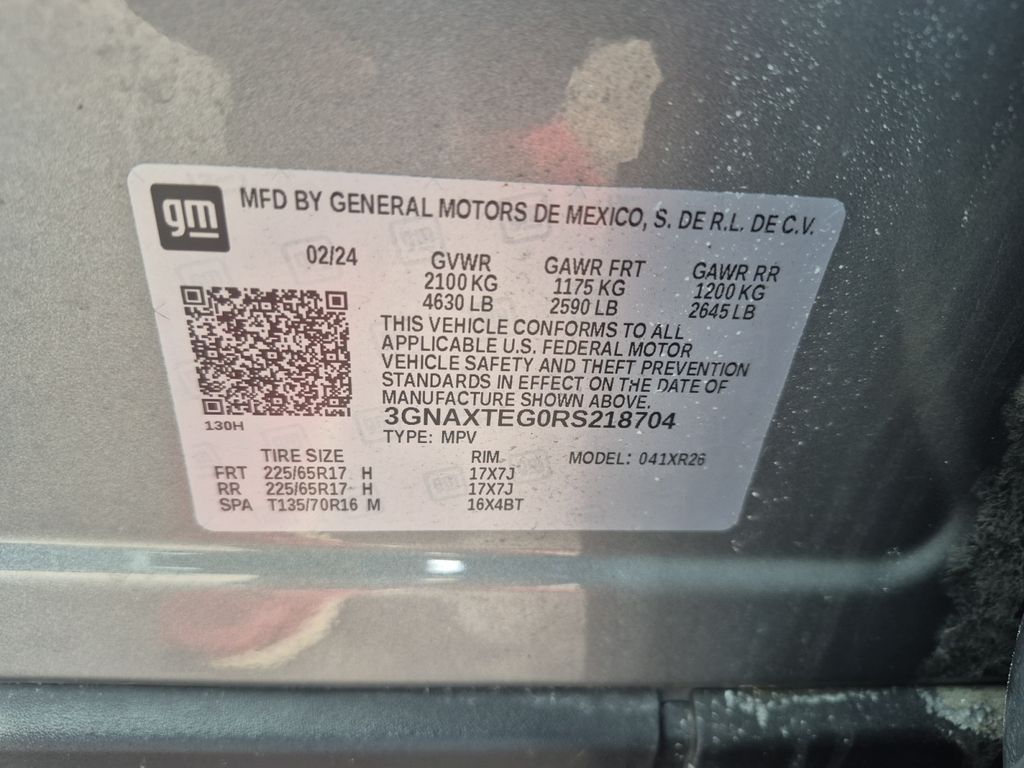 gm
MFD BY GENERAL MOTORS DE MEXICO, S. DE R.L. DE C.V.
02/24
GVWR GAWR FRT GAWR RR
2100 KG 1175 KG 1200 KG
4630 LB 2590 LB 2645 LB
THIS VEHICLE CONFORMS TO ALL
APPLICABLE U.S. FEDERAL MOTOR
VEHICLE SAFETY AND THEFT PREVENTION
STANDARDS IN EFFECT ON THE DATE OF
MANUFACTURE SHOWN ABOVE.
3GNAXTEG0RS218704
130H
TYPE: MPV
TIRE SIZE RIM MODEL: 041XR26
FRT 225/65R17 H 17X7J
RR 225/65R17 H 17X7J
SPA T135/70R16 M 16X4BT